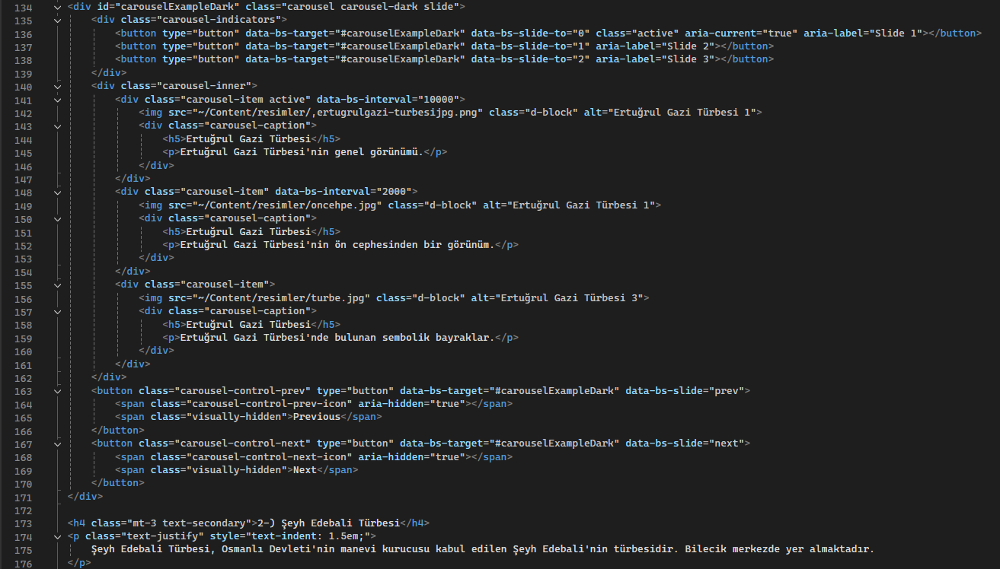 134 <div id="carouselExampleDark" class="carousel carousel-dark slide">
135 <div class="carousel-indicators">
136 <button type="button" data-bs-target="#carouselExampleDark" data-bs-slide-to="0" class="active" aria-current="true" aria-label="Slide 1"></button>
137 <button type="button" data-bs-target="#carouselExampleDark" data-bs-slide-to="1" aria-label="Slide 2"></button>
138 <button type="button" data-bs-target="#carouselExampleDark" data-bs-slide-to="2" aria-label="Slide 3"></button>
139 </div>
140 <div class="carousel-inner">
141 <div class="carousel-item active" data-bs-interval="10000">
142 <img src="~/Content/resimler/,ertugrulgazi-turbesijpg.png" class="d-block" alt="Ertuğrul Gazi Türbesi 1">
143 <div class="carousel-caption">
144 <h5>Ertuğrul Gazi Türbesi</h5>
145 <p>Ertuğrul Gazi Türbesi'nin genel görünümü.</p>
146 </div>
147 </div>
148 <div class="carousel-item" data-bs-interval="2000">
149 <img src="~/Content/resimler/oncehpe.jpg" class="d-block" alt="Ertuğrul Gazi Türbesi 1">
150 <div class="carousel-caption">
151 <h5>Ertuğrul Gazi Türbesi</h5>
152 <p>Ertuğrul Gazi Türbesi'nin ön cephesinden bir görünüm.</p>
153 </div>
154 </div>
155 <div class="carousel-item">
156 <img src="~/Content/resimler/turbe.jpg" class="d-block" alt="Ertuğrul Gazi Türbesi 3">
157 <div class="carousel-caption">
158 <h5>Ertuğrul Gazi Türbesi</h5>
159 <p>Ertuğrul Gazi Türbesi'nde bulunan sembolik bayraklar.</p>
160 </div>
161 </div>
162 </div>
163 <button class="carousel-control-prev" type="button" data-bs-target="#carouselExampleDark" data-bs-slide="prev">
164 <span class="carousel-control-prev-icon" aria-hidden="true"></span>
165 <span class="visually-hidden">Previous</span>
166 </button>
167 <button class="carousel-control-next" type="button" data-bs-target="#carouselExampleDark" data-bs-slide="next">
168 <span class="carousel-control-next-icon" aria-hidden="true"></span>
169 <span class="visually-hidden">Next</span>
170 </button>
171 </div>
172
173 <h4 class="mt-3 text-secondary">2-) Şeyh Edebali Türbesi</h4>
174 <p class="text-justify" style="text-indent: 1.5em;">
175 Şeyh Edebali Türbesi, Osmanlı Devleti'nin manevi kurucusu kabul edilen Şeyh Edebali'nin türbesidir. Bilecik merkezde yer almaktadır.
176 </p>